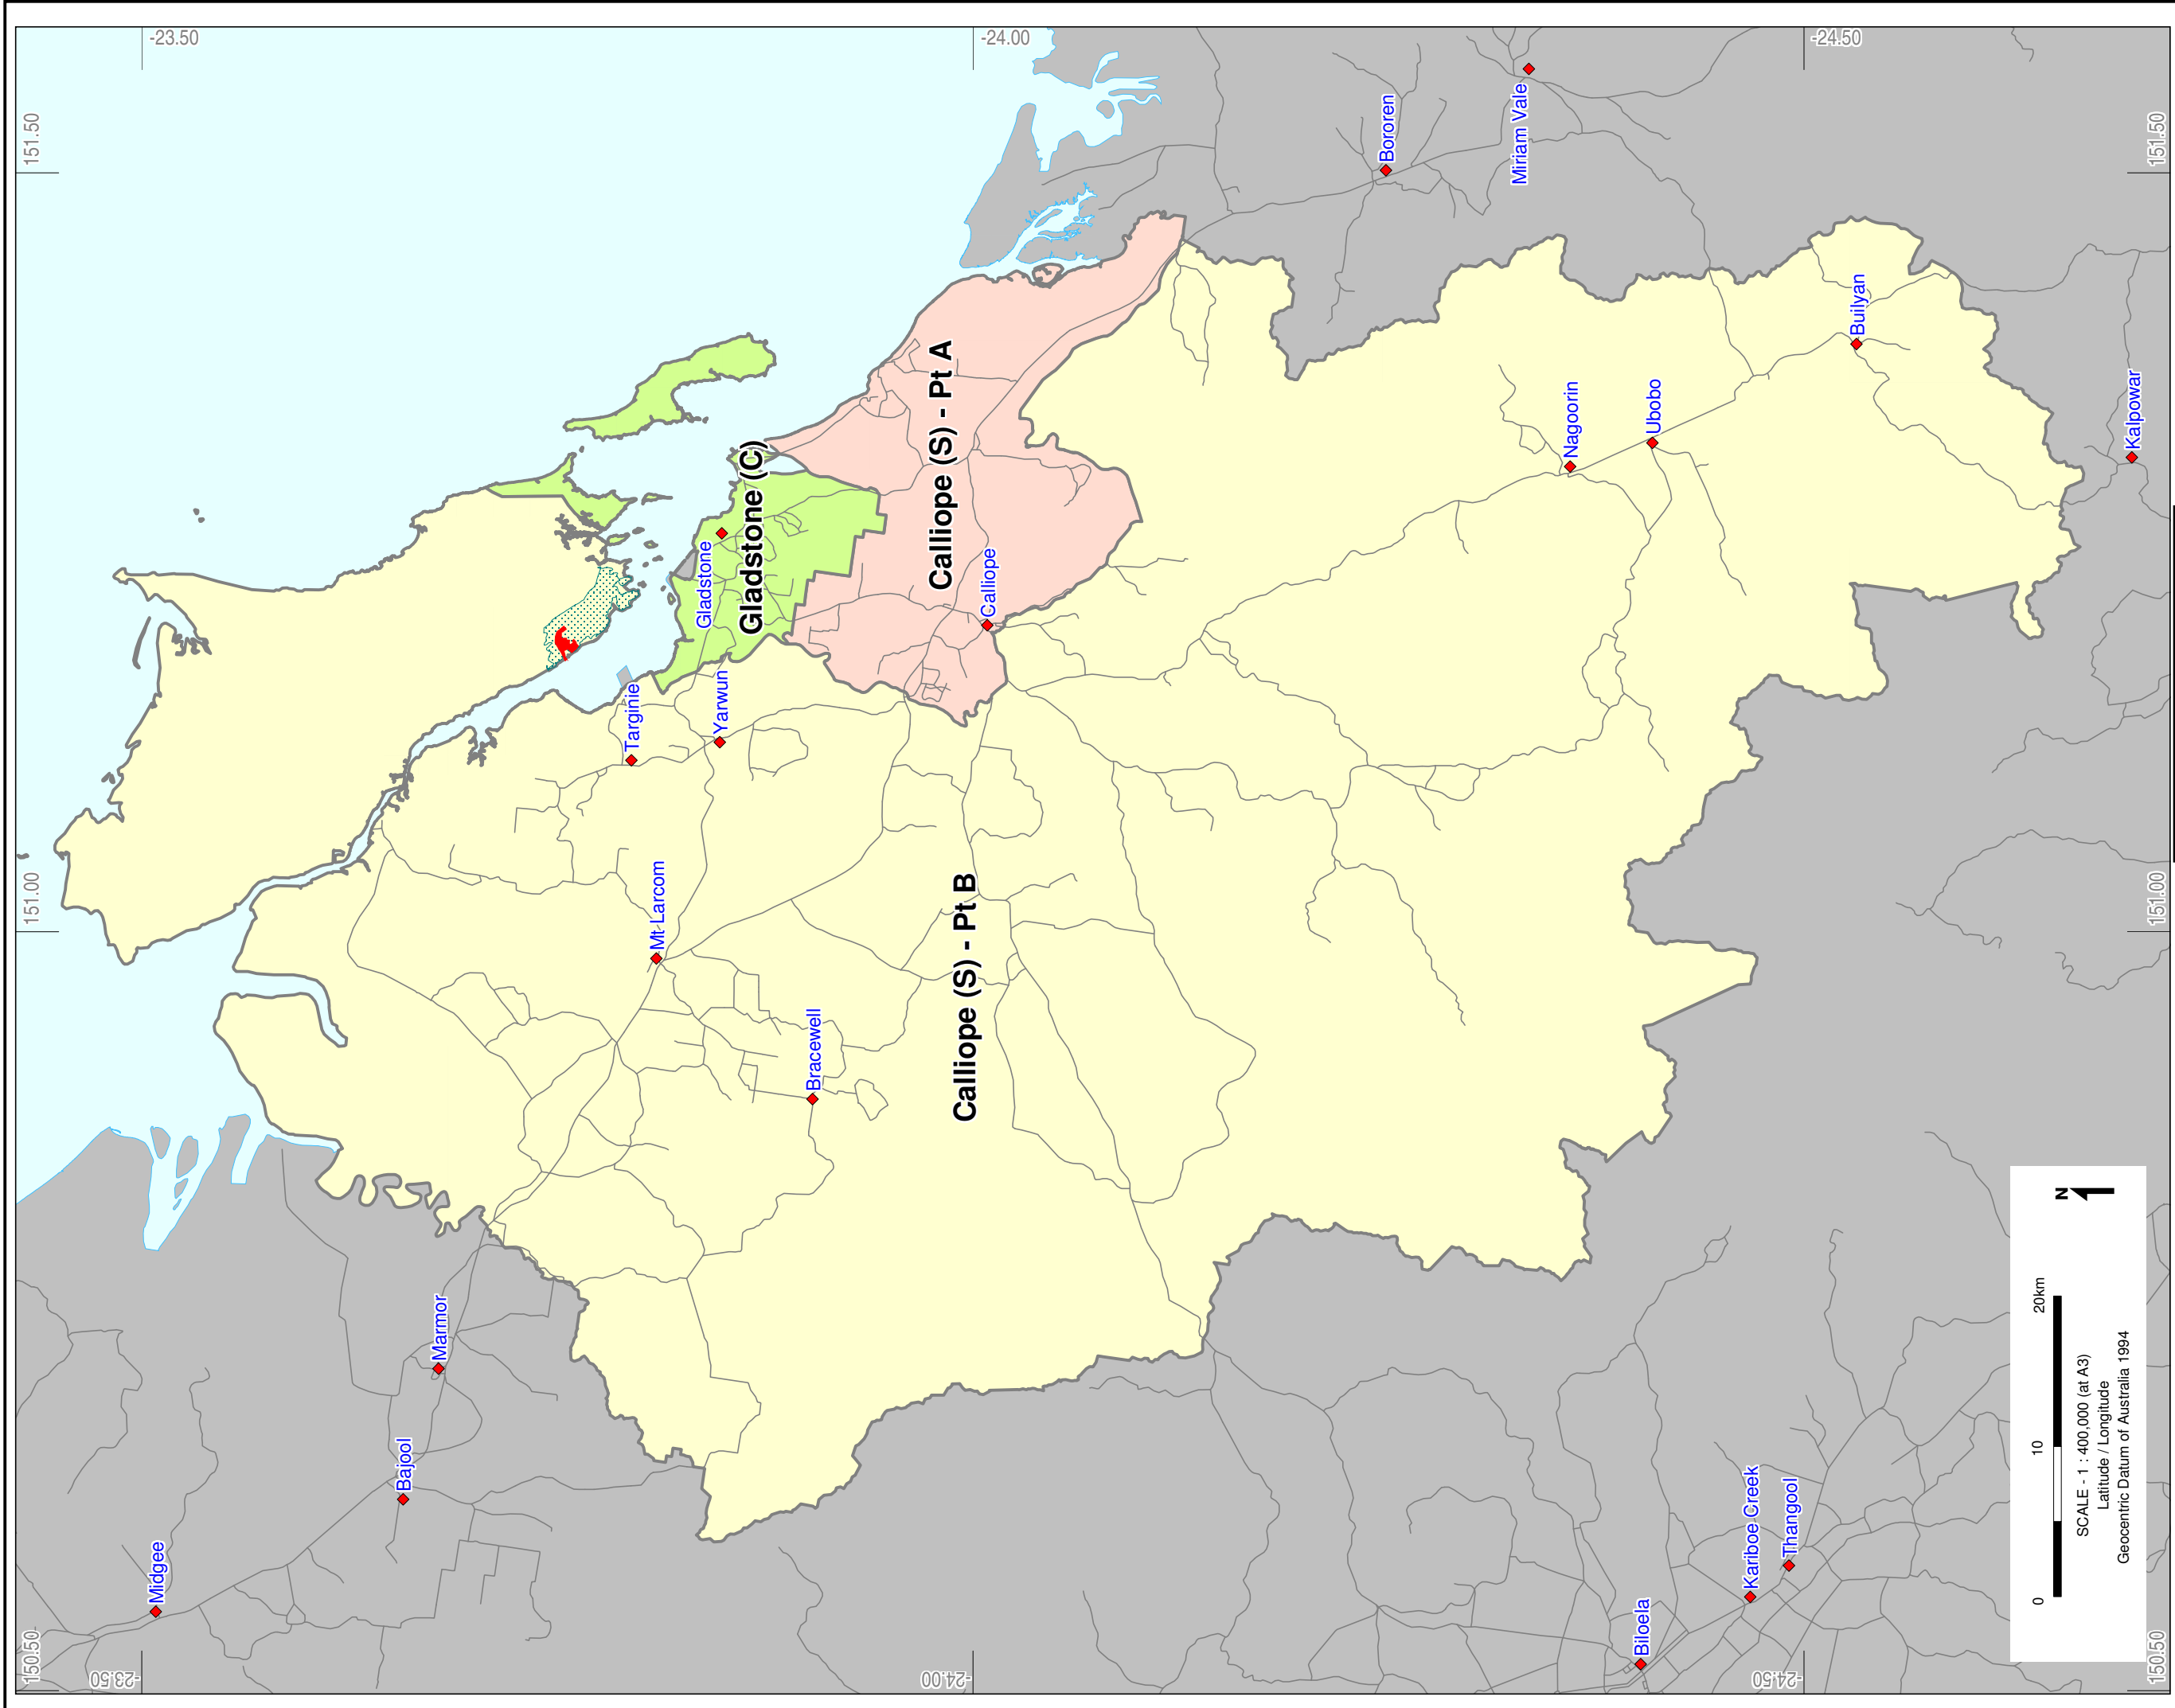 150.50
151.00
151.50
-23.50
-23.50
-24.00
-24.00
-24.50
-24.50
150.50
151.00
151.50
Midgee
Bajool
Marmor
Bracewell
Mt Larcom
Targinie
Yarwun
Gladstone
Gladstone (C)
Calliope (S) - Pt A
Calliope
Calliope (S) - Pt B
Bororen
Miriam Vale
Nagoorin
Ubobo
Builyan
Kalpowar
Biloela
Kariboe Creek
Thangool
N
0 10 20km
SCALE - 1 : 400,000 (at A3)
Latitude / Longitude
Geocentric Datum of Australia 1994